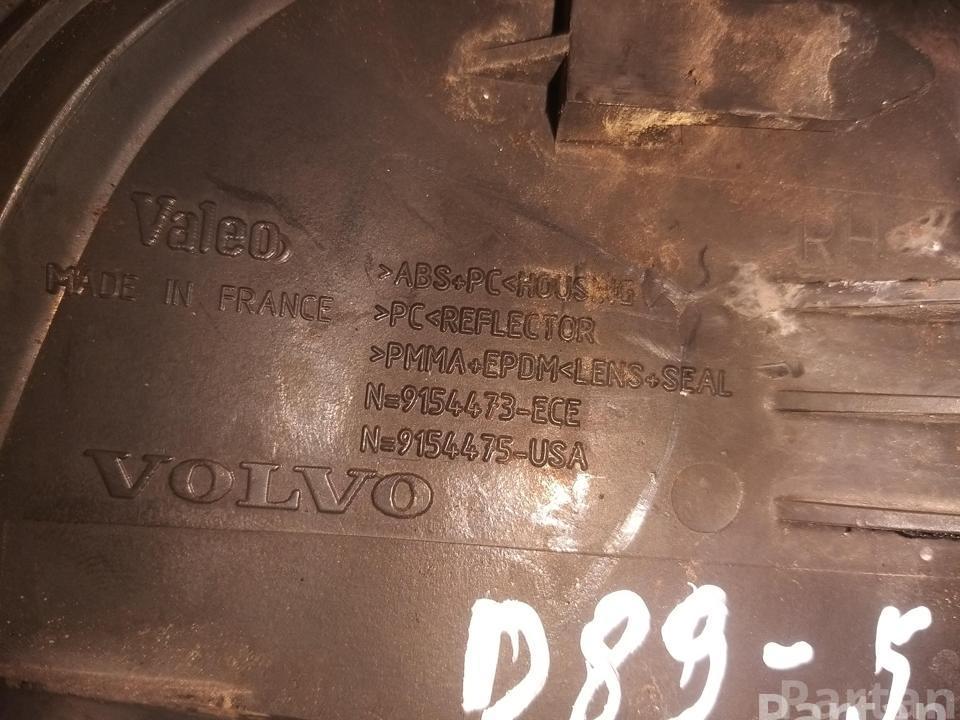 Valeo
MADE IN FRANCE
>ABS+PC<HOUSING
>PC<REFLECTOR
>PMMA+EPDM<LENS+SEAL
N=9154473-ECE
N=9154475-USA
VOLVO
RH
D89-5
Partan
Partan